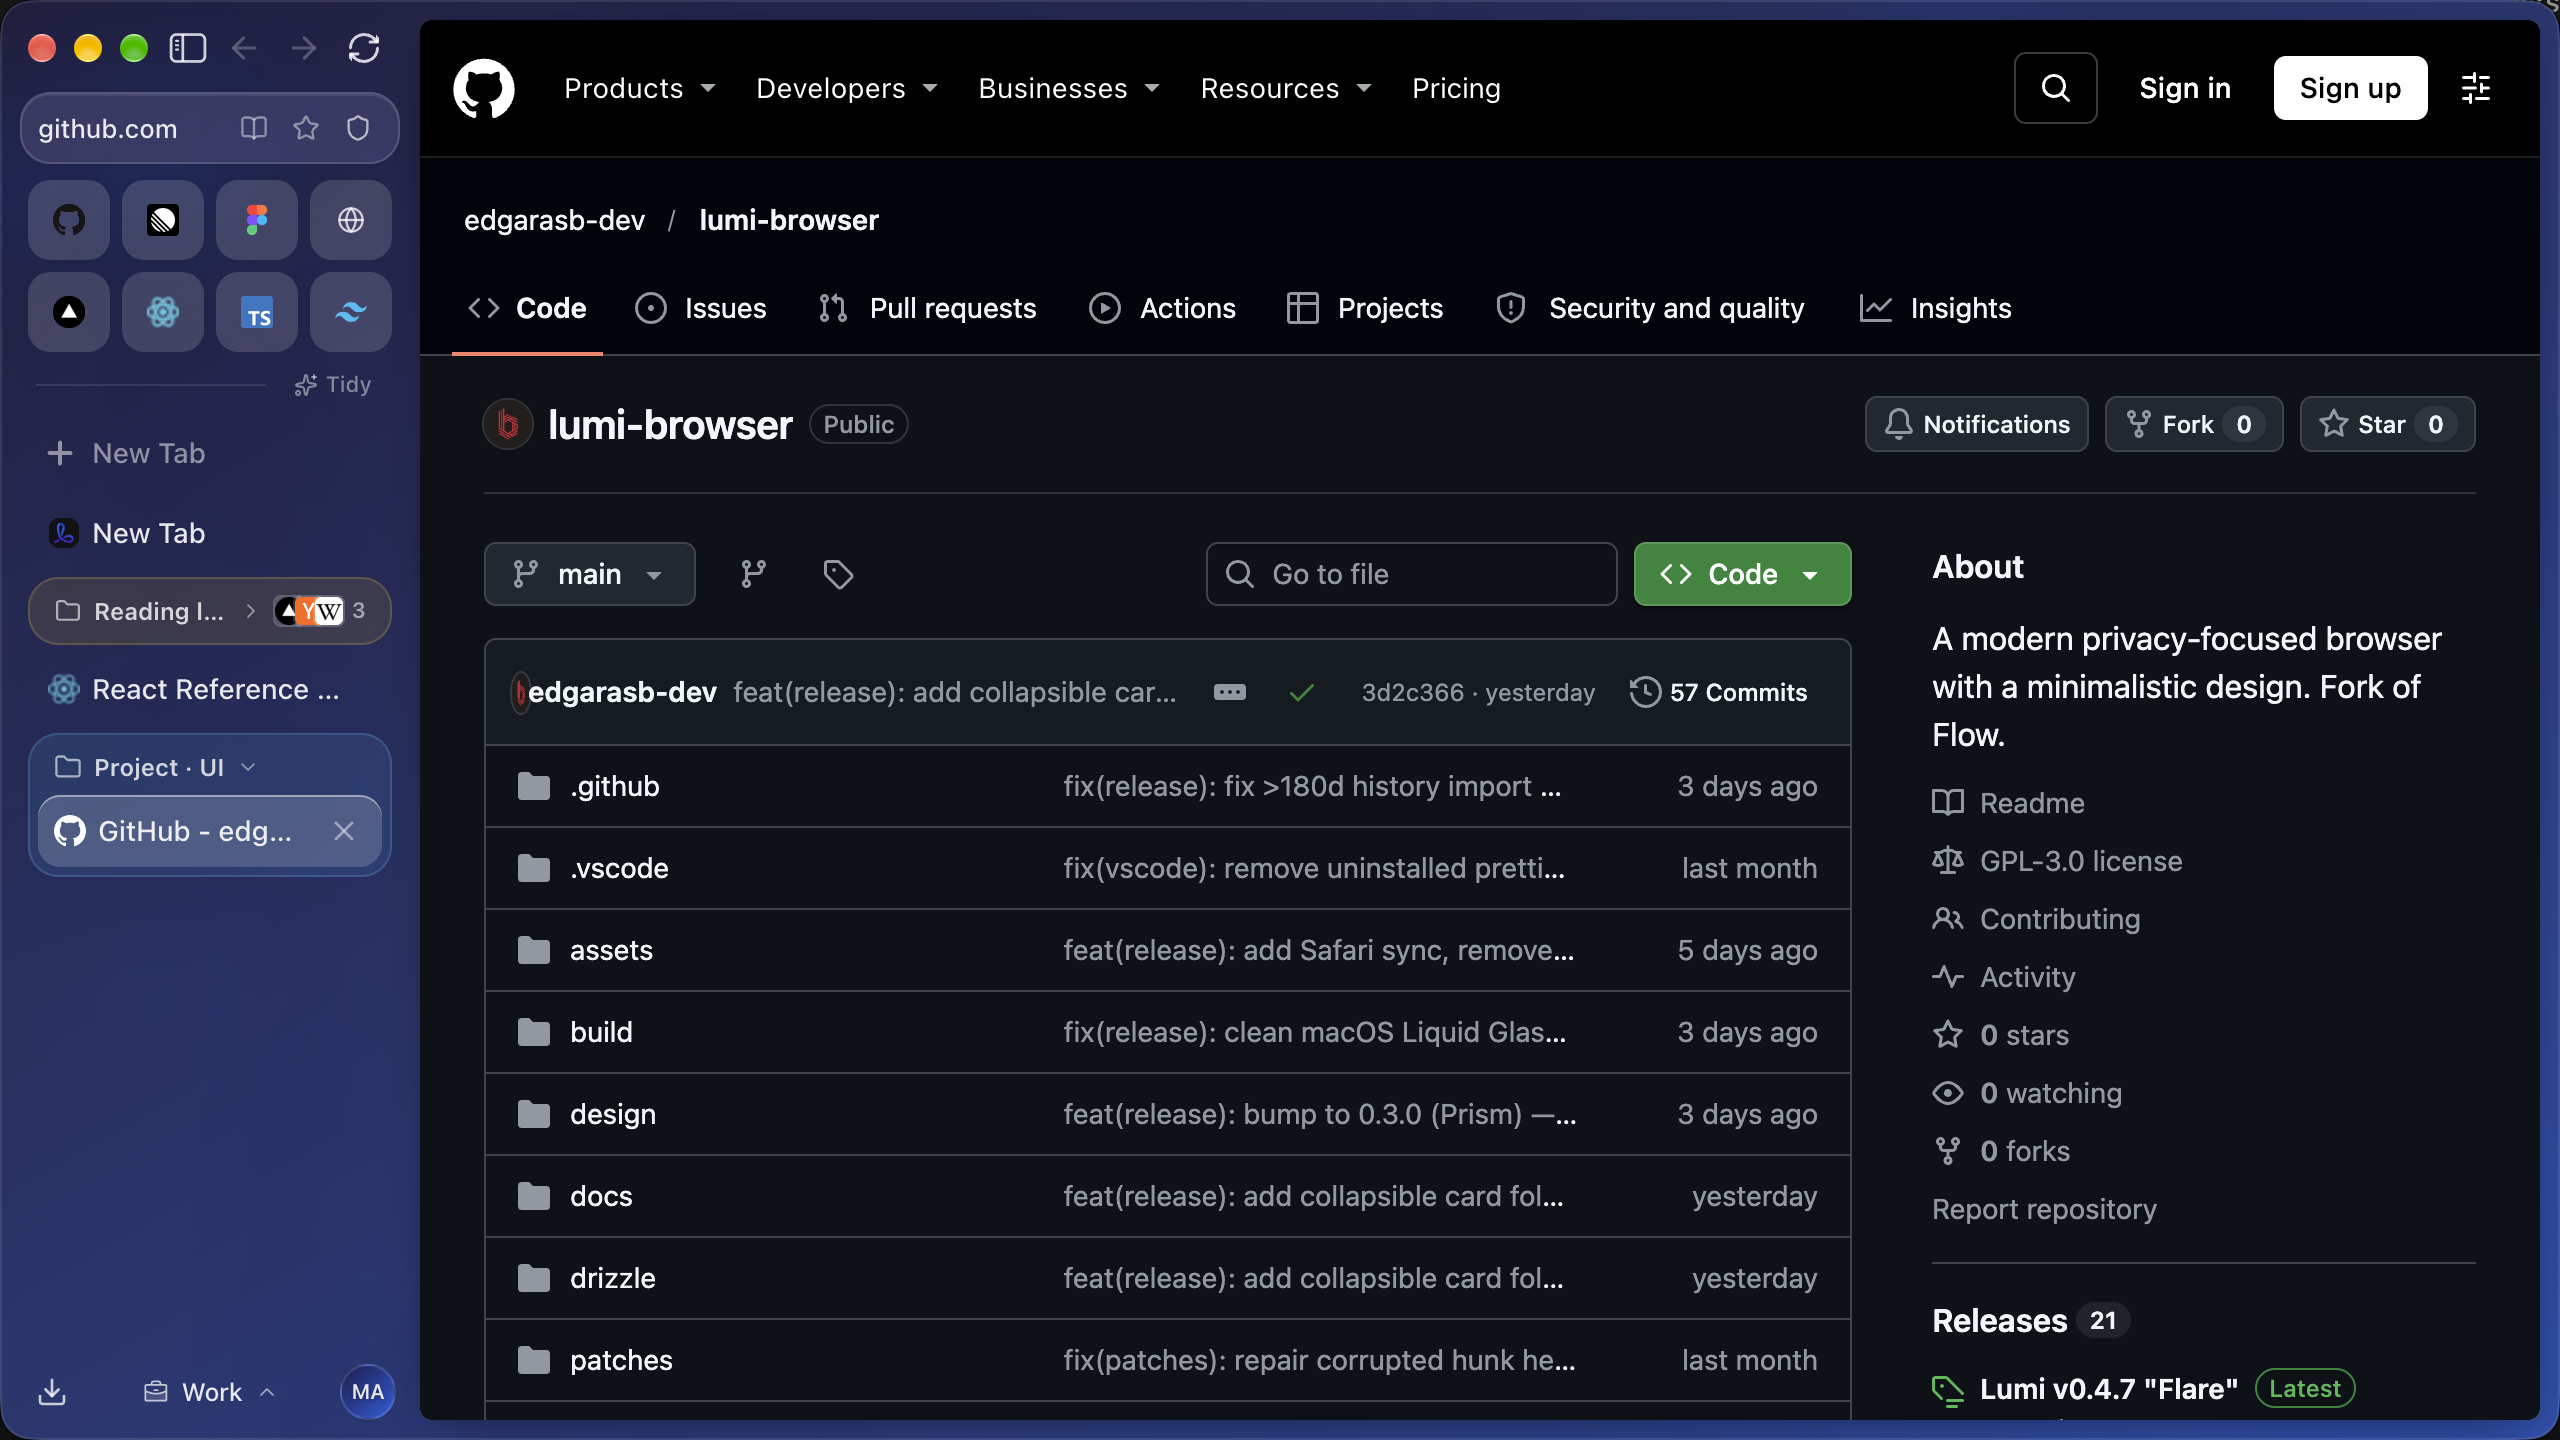 github.com
Tidy
New Tab
New Tab
Reading l...
YW
3
React Reference ...
Project · UI
GitHub - edg...
TS
Work
MA
Products
Developers
Businesses
Resources
Pricing
Sign in
Sign up
edgarasb-dev / lumi-browser
Code
Issues
Pull requests
Actions
Projects
Security and quality
Insights
lumi-browser
Public
Notifications
Fork 0
Star 0
main
Go to file
Code
edgarasb-dev feat(release): add collapsible car... 3d2c366 · yesterday 57 Commits
.github fix(release): fix >180d history import ... 3 days ago
.vscode fix(vscode): remove uninstalled pretti... last month
assets feat(release): add Safari sync, remove... 5 days ago
build fix(release): clean macOS Liquid Glas... 3 days ago
design feat(release): bump to 0.3.0 (Prism) —... 3 days ago
docs feat(release): add collapsible card fol... yesterday
drizzle feat(release): add collapsible card fol... yesterday
patches fix(patches): repair corrupted hunk he... last month
About
A modern privacy-focused browser
with a minimalistic design. Fork of
Flow.
Readme
GPL-3.0 license
Contributing
Activity
0 stars
0 watching
0 forks
Report repository
Releases 21
Lumi v0.4.7 "Flare" Latest